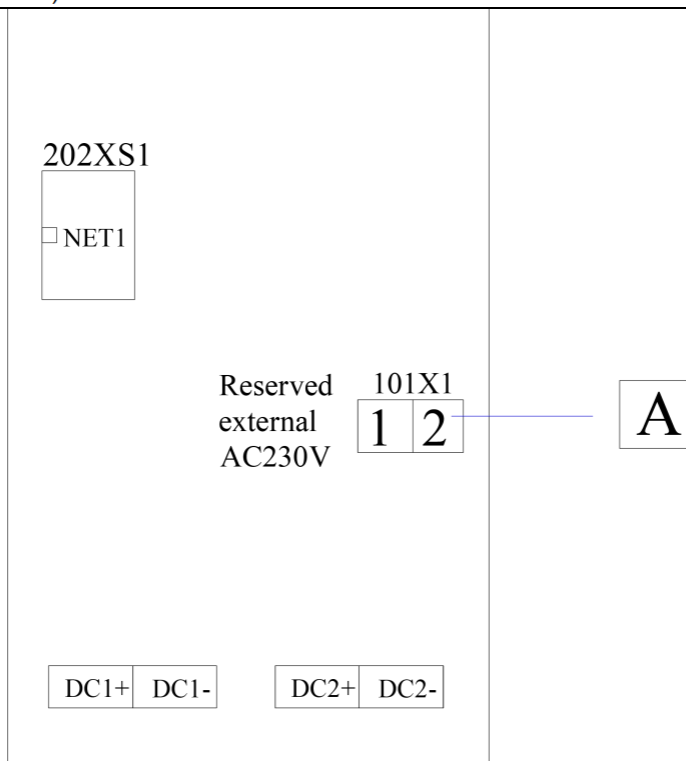 202XS1
NET1
Reserved
external
AC230V
101X1
1 2
A
DC1+ DC1- DC2+ DC2-